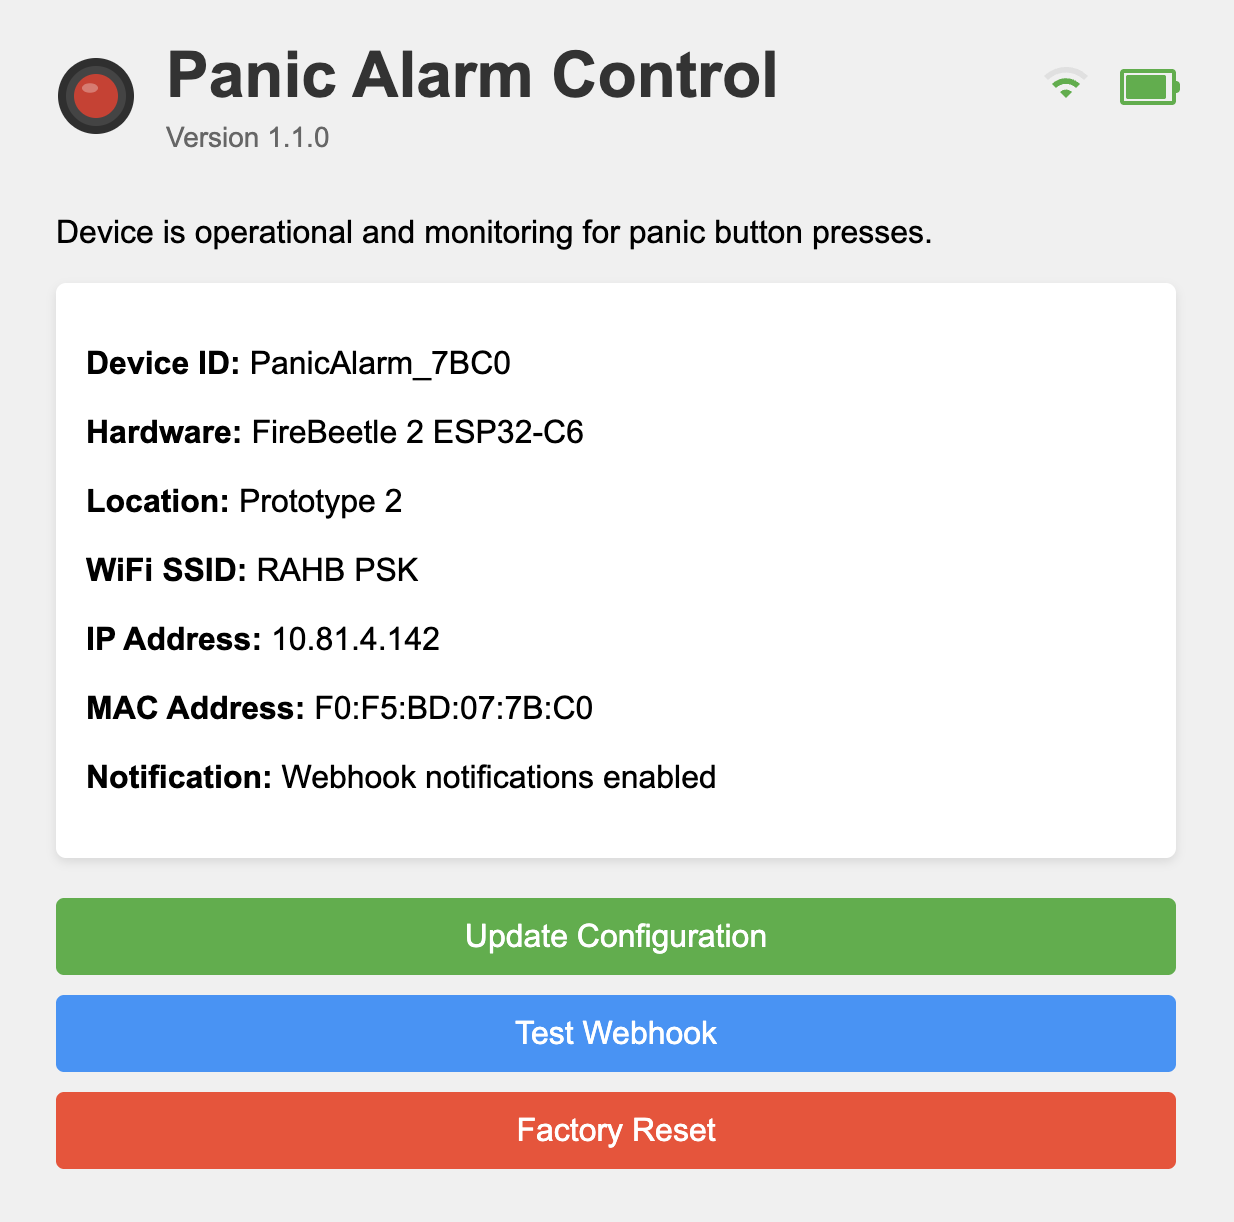 Panic Alarm Control
Version 1.1.0
Device is operational and monitoring for panic button presses.
Device ID: PanicAlarm_7BC0
Hardware: FireBeetle 2 ESP32-C6
Location: Prototype 2
WiFi SSID: RAHB PSK
IP Address: 10.81.4.142
MAC Address: F0:F5:BD:07:7B:C0
Notification: Webhook notifications enabled
Update Configuration
Test Webhook
Factory Reset